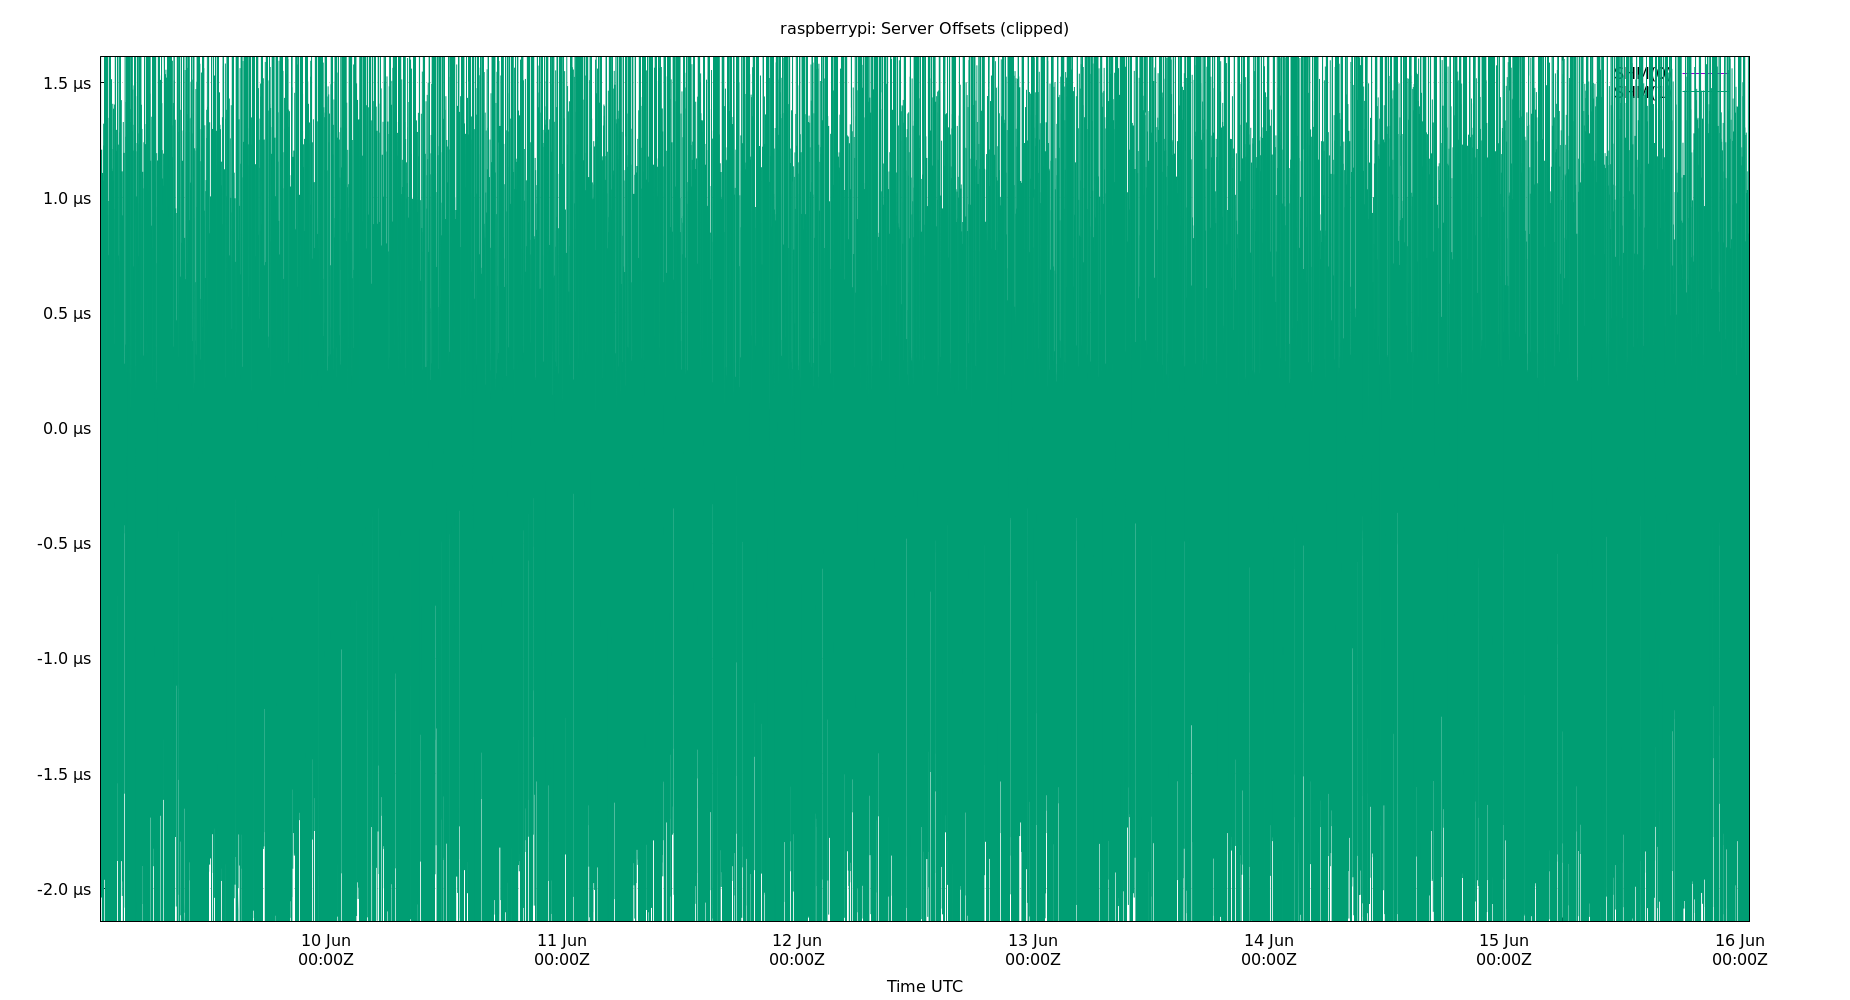 raspberrypi: Server Offsets (clipped)
1.5 µs
1.0 µs
0.5 µs
0.0 µs
-0.5 µs
-1.0 µs
-1.5 µs
-2.0 µs
SHM(0)
10 Jun
00:00Z
11 Jun
00:00Z
12 Jun
00:00Z
13 Jun
00:00Z
14 Jun
00:00Z
15 Jun
00:00Z
16 Jun
00:00Z
Time UTC